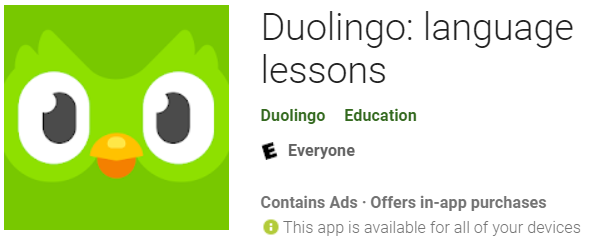 Duolingo: language
lessons
Duolingo Education
E Everyone
Contains Ads · Offers in-app purchases
This app is available for all of your devices